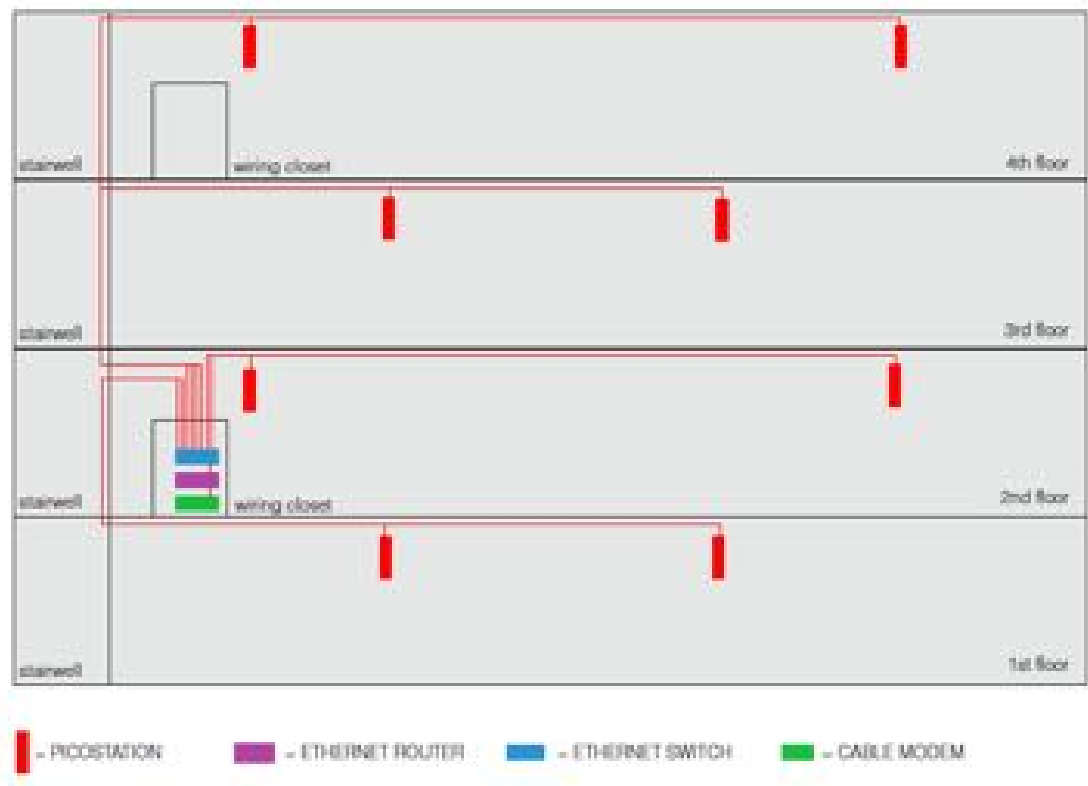 stairwell
wiring closet
4th floor
stairwell
3rd floor
stairwell
wiring closet
2nd floor
stairwell
1st floor
= PICOSTATION
= ETHERNET ROUTER
= ETHERNET SWITCH
= CABLE MODEM